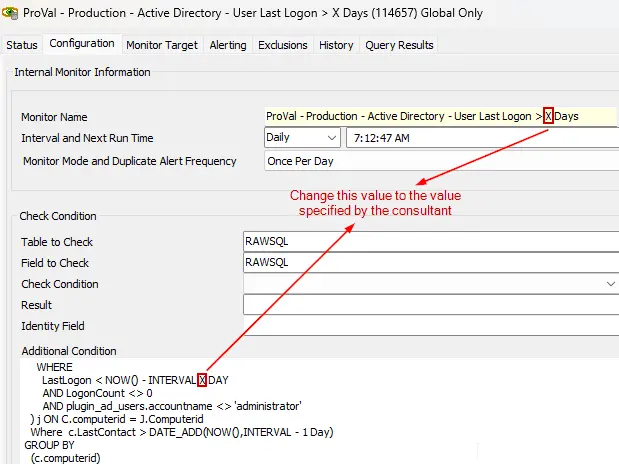 ProVal - Production - Active Directory - User Last Logon > X Days (114657) Global Only
Status Configuration Monitor Target Alerting Exclusions History Query Results
Internal Monitor Information
Monitor Name ProVal - Production - Active Directory - User Last Logon > X Days
Interval and Next Run Time Daily 7:12:47 AM
Monitor Mode and Duplicate Alert Frequency Once Per Day
Change this value to the value
specified by the consultant
Check Condition
Table to Check RAWSQL
Field to Check RAWSQL
Check Condition
Result
Identity Field
Additional Condition
WHERE
LastLogon < NOW() - INTERVAL X DAY
AND LogonCount <> 0
AND plugin_ad_users.accountname <> 'administrator'
) j ON C.computerid = J.Computerid
Where c.LastContact > DATE_ADD(NOW(),INTERVAL - 1 Day)
GROUP BY
(c.computerid)